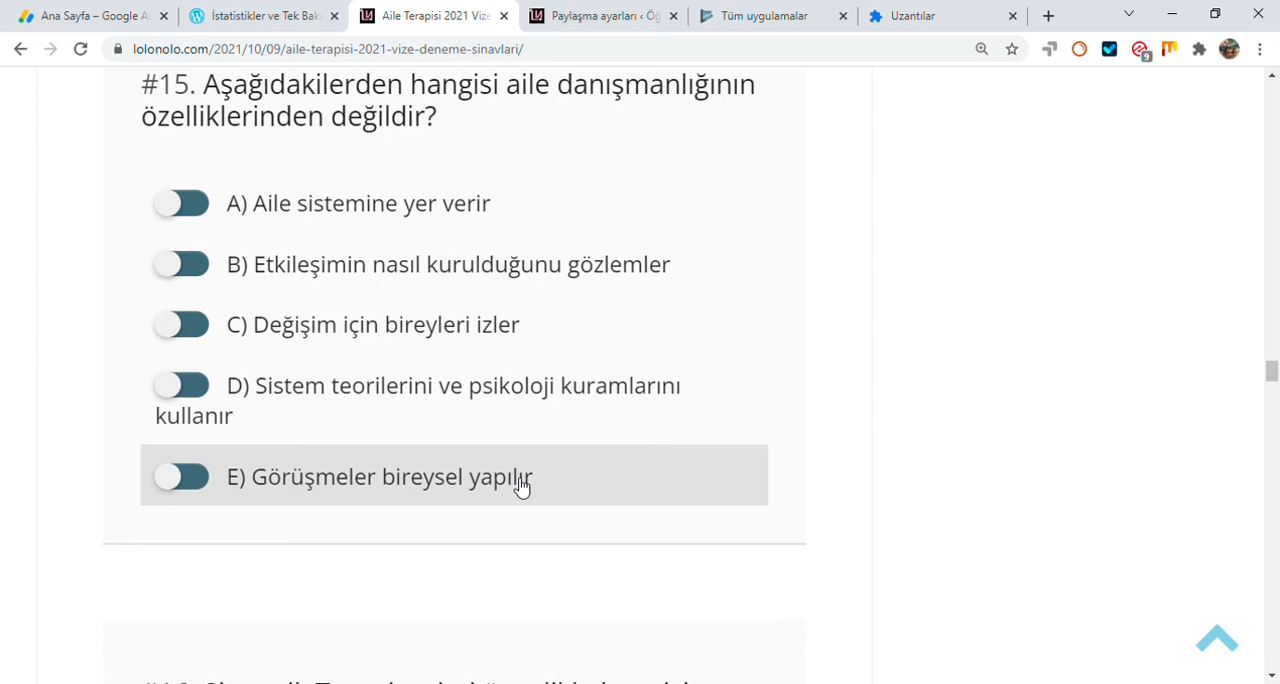 Ana Sayfa – Google A
İstatistikler ve Tek Bak
Aile Terapisi 2021 Vize
Paylaşma ayarları ‹ Öğ
Tüm uygulamalar
Uzantılar
lolonolo.com/2021/10/09/aile-terapisi-2021-vize-deneme-sinavlari/
9
#15. Aşağıdakilerden hangisi aile danışmanlığının
özelliklerinden değildir?
A) Aile sistemine yer verir
B) Etkileşimin nasıl kurulduğunu gözlemler
C) Değişim için bireyleri izler
D) Sistem teorilerini ve psikoloji kuramlarını
kullanır
E) Görüşmeler bireysel yapılır